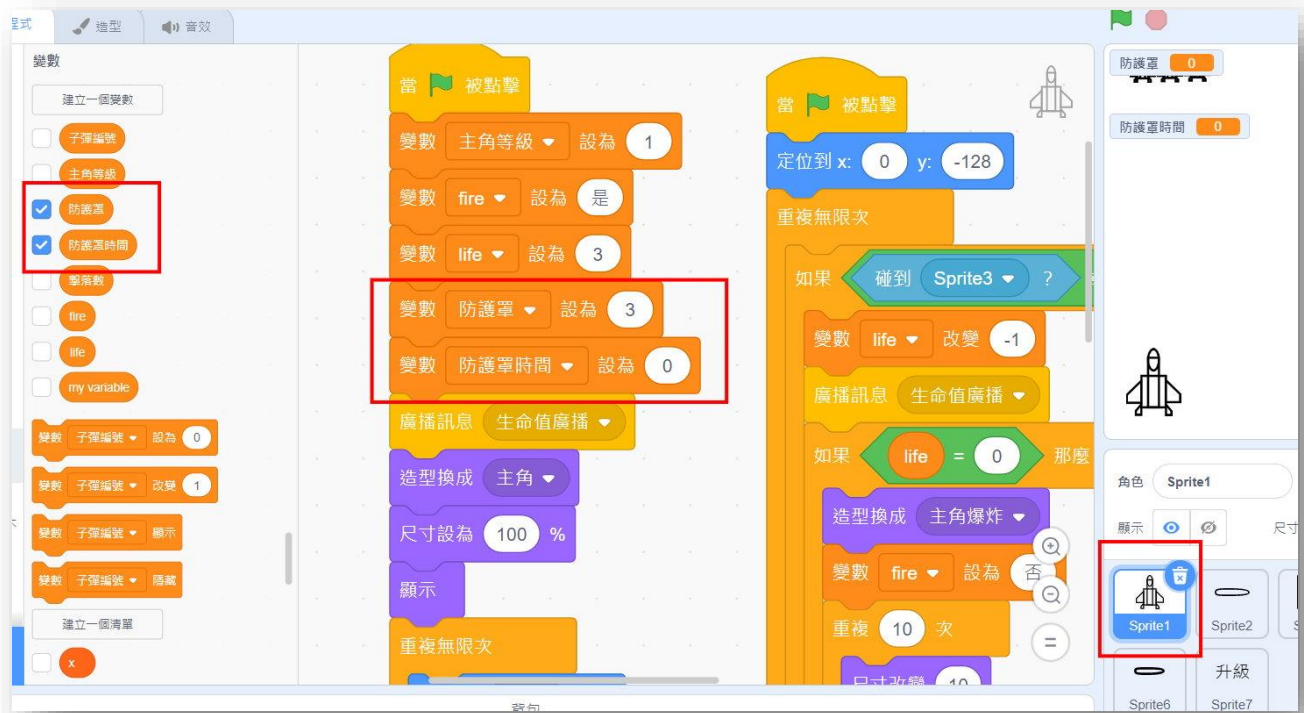 程式 造型 音效
變數
建立一個變數
子彈編號
主角等級
防護罩
防護罩時間
擊落數
fire
life
my variable
變數 子彈編號 設為 0
變數 子彈編號 改變 1
變數 子彈編號 顯示
變數 子彈編號 隱藏
建立一個清單
x
當 被點擊
變數 主角等級 設為 1
變數 fire 設為 是
變數 life 設為 3
變數 防護罩 設為 3
變數 防護罩時間 設為 0
廣播訊息 生命值廣播
造型換成 主角
尺寸設為 100 %
顯示
重複無限次
當 被點擊
定位到 x: 0 y: -128
重複無限次
如果 碰到 Sprite3 ?
變數 life 改變 -1
廣播訊息 生命值廣播
如果 life = 0 那麼
造型換成 主角爆炸
變數 fire 設為 否
重複 10 次
尺寸改變 10
=
背包
防護罩 0
防護罩時間 0
角色 Sprite1
顯示 尺寸
Sprite1 Sprite2
升級
Sprite6 Sprite7